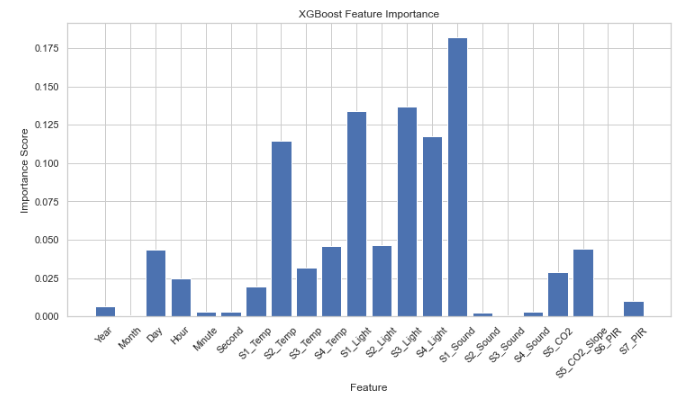 XGBoost Feature Importance
0.175
0.150
0.125
0.100
0.075
0.050
0.025
0.000
Importance Score
Year
Month
Day
Hour
Minute
Second
S1_Temp
S2_Temp
S3_Temp
S4_Temp
S1_Light
S2_Light
S3_Light
S4_Light
S1_Sound
S2_Sound
S3_Sound
S4_Sound
S5_CO2
S5_CO2_Slope
S6_PIR
S7_PIR
Feature